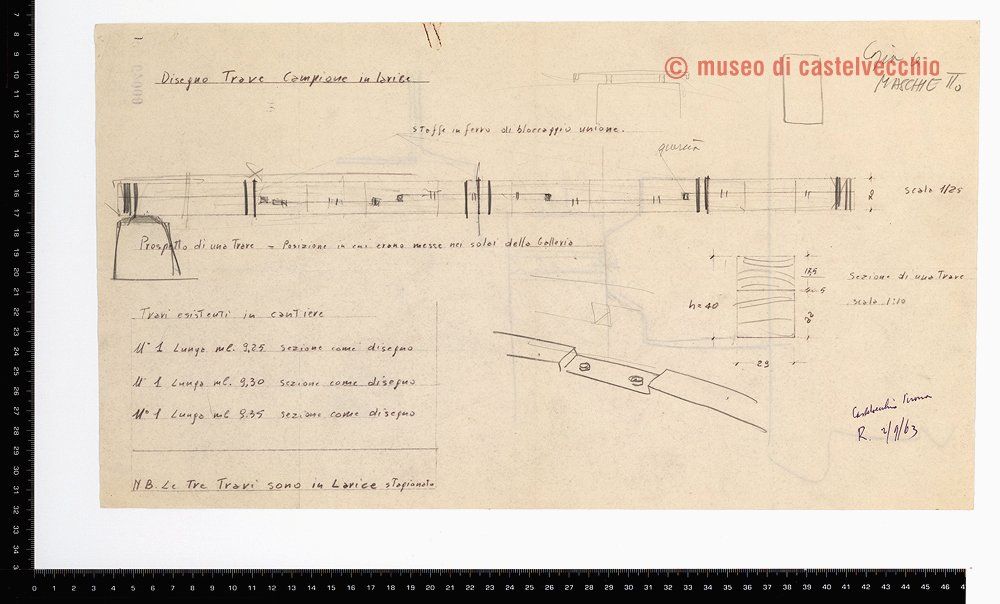 Disegno Trave Campione in larice
© museo di castelvecchio
MASCHIETTO
staffe in ferro di bloccaggio unione.
scala 1/25
Prospetto di una Trave = Posizione in cui erano messe nei solai della Galleria
Sezione di una Trave
scala 1:10
h = 40
13,5
4,5
22
29
Travi esistenti in cantiere
N° 1 Lunga ml. 9,25 sezione come disegno
N° 1 Lunga ml. 9,30 sezione come disegno
N° 1 Lunga ml 9.35 sezione come disegno
N B. Le Tre Travi sono in Larice stagionato
Castelvecchio Verona
R. 2/9/63
7
8
9
10
11
12
13
14
15
16
17
18
19
20
21
22
23
24
25
26
27
28
29
30
31
32
33
34
0 1 2 3 4 5 6 7 8 9 10 11 12 13 14 15 16 17 18 19 20 21 22 23 24 25 26 27 28 29 30 31 32 33 34 35 36 37 38 39 40 41 42 43 44 45 46